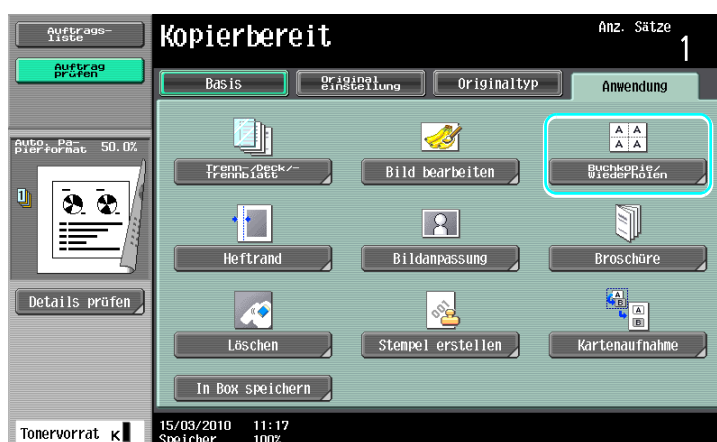 Auftrags-
liste
Auftrag
prüfen
Auto. Pa-
pierformat 50.0%
1
Details prüfen
Tonervorrat K
Kopierbereit
Anz. Sätze
1
Basis
Original
einstellung
Originaltyp
Anwendung
Trenn-/Deck-/-
Trennblatt
Bild bearbeiten
A A
A A
Buchkopie/
Wiederholen
Heftrand
Bildanpassung
Broschüre
Löschen
001
Stempel erstellen
A
B
A
B
Kartenaufnahme
In Box speichern
15/03/2010 11:17
Speicher 100%